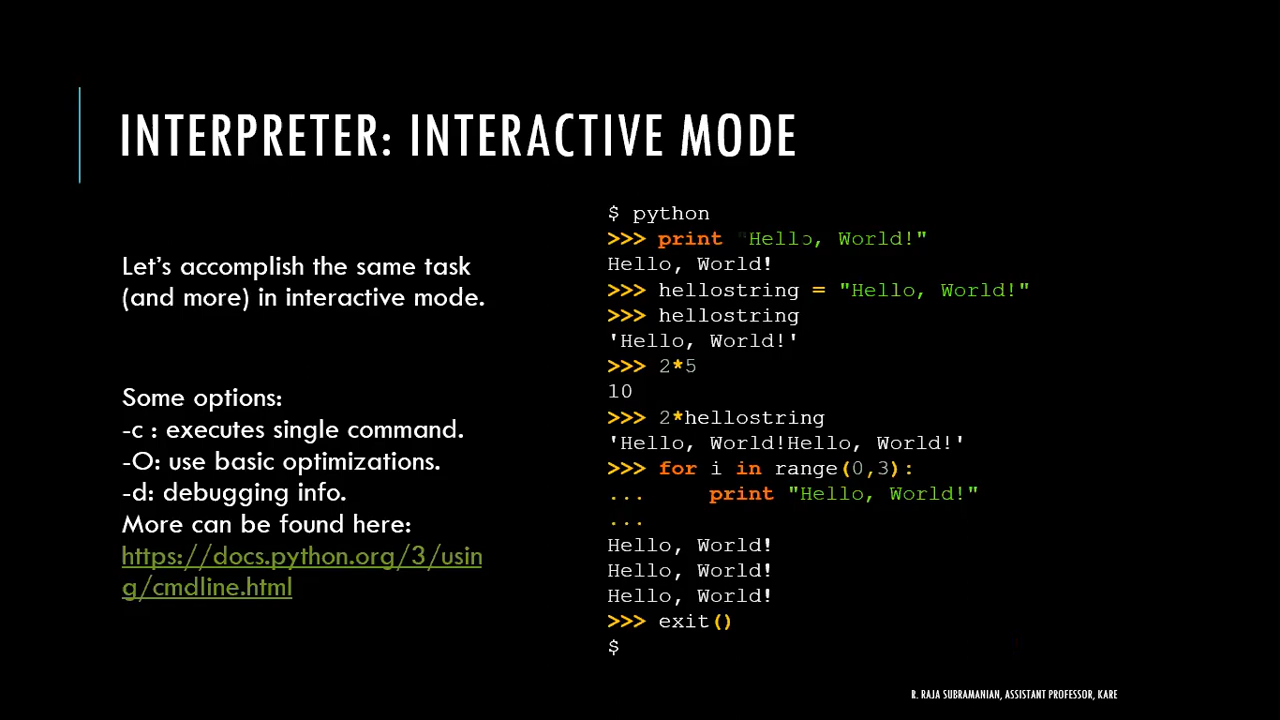 INTERPRETER: INTERACTIVE MODE
Let's accomplish the same task
(and more) in interactive mode.
Some options:
-c : executes single command.
-O: use basic optimizations.
-d: debugging info.
More can be found here:
https://docs.python.org/3/usin
g/cmdline.html
$ python
>>> print "Hello, World!"
Hello, World!
>>> hellostring = "Hello, World!"
>>> hellostring
'Hello, World!'
>>> 2*5
10
>>> 2*hellostring
'Hello, World!Hello, World!'
>>> for i in range(0,3):
...     print "Hello, World!"
...
Hello, World!
Hello, World!
Hello, World!
>>> exit()
$
R. RAJA SUBRAMANIAN, ASSISTANT PROFESSOR, KARE